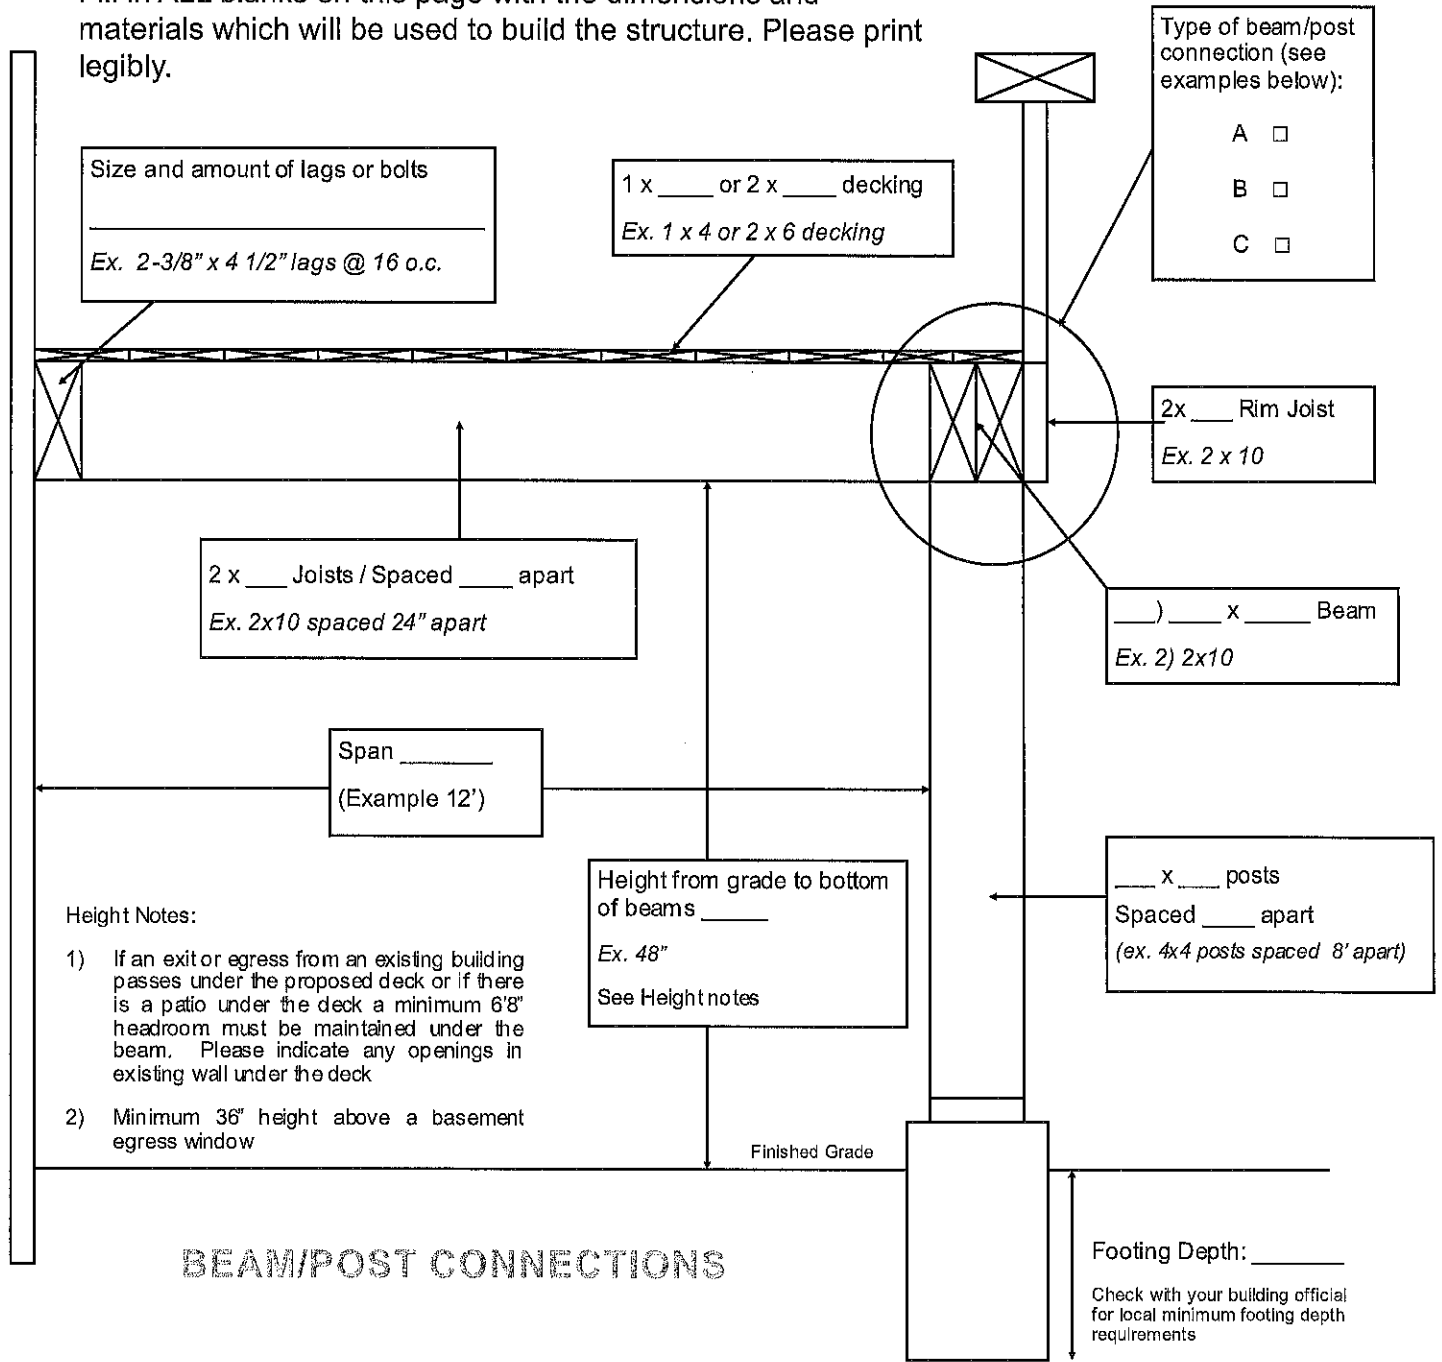 materials which will be used to build the structure. Please print
legibly.
Type of beam/post
connection (see
examples below):
A □
B □
C □
Size and amount of lags or bolts
Ex. 2-3/8" x 4 1/2" lags @ 16 o.c.
1 x ____ or 2 x ____ decking
Ex. 1 x 4 or 2 x 6 decking
2x ___ Rim Joist
Ex. 2 x 10
2 x ___ Joists / Spaced ____ apart
Ex. 2x10 spaced 24" apart
___) ____ x _____ Beam
Ex. 2) 2x10
Span _______
(Example 12')
Height from grade to bottom
of beams _____
Ex. 48"
See Height notes
___ x ___ posts
Spaced ____ apart
(ex. 4x4 posts spaced 8' apart)
Height Notes:
1) If an exit or egress from an existing building
passes under the proposed deck or if there
is a patio under the deck a minimum 6'8"
headroom must be maintained under the
beam. Please indicate any openings in
existing wall under the deck
2) Minimum 36" height above a basement
egress window
Finished Grade
BEAM/POST CONNECTIONS
Footing Depth: _______
Check with your building official
for local minimum footing depth
requirements